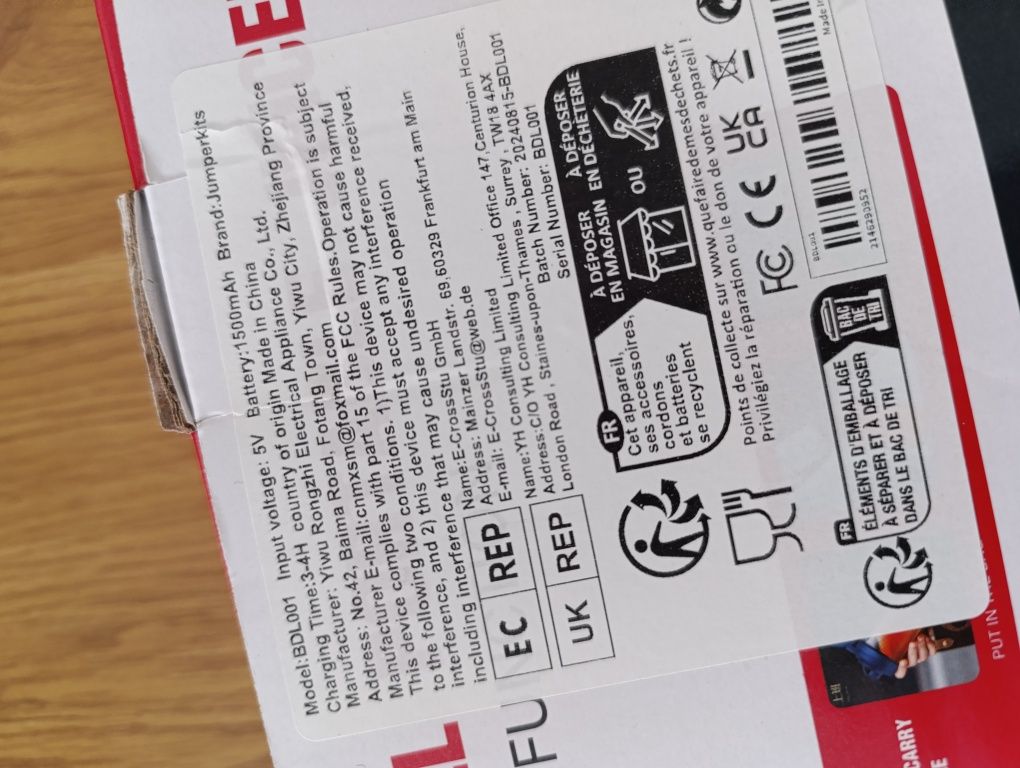 Model:BDL001 Input voltage: 5V Battery:1500mAh Brand:Jumperkits
Charging Time:3-4H country of origin Made In China
Manufacturer: Yiwu Rongzhi Electrical Appliance Co., Ltd.
Address: No.42, Baima Road, Fotang Town, Yiwu City, Zhejiang Province
Manufacturer E-mail:cnmxsm@foxmail.com
This device complies with part 15 of the FCC Rules.Operation is subject
to the following two conditions. 1)This device may not cause harmful
interference, and 2) this device must accept any interference received,
including interference that may cause undesired operation
EC REP
Name:E-CrossStu GmbH
Address: Mainzer Landstr. 69,60329 Frankfurt am Main
E-mail: E-CrossStu@web.de
UK REP
Name:YH Consulting Limited
Address:C/O YH Consulting Limited Office 147,Centurion House,
London Road , Staines-upon-Thames , Surrey , TW18 4AX
Batch Number: 20240815-BDL001
Serial Number: BDL001
FR
Cet appareil,
ses accessoires,
cordons
et batteries
se recyclent
À DÉPOSER
EN MAGASIN
OU
À DÉPOSER
EN DÉCHÈTERIE
Points de collecte sur www.quefairedemesdechets.fr
Privilégiez la réparation ou le don de votre appareil !
FC CE UK
CA
FR
ÉLÉMENTS D'EMBALLAGE
À SÉPARER ET À DÉPOSER
DANS LE BAC DE TRI
BAC
DE
TRI
BDL001
2146290952
Made In
FU
PUT IN
CARRY